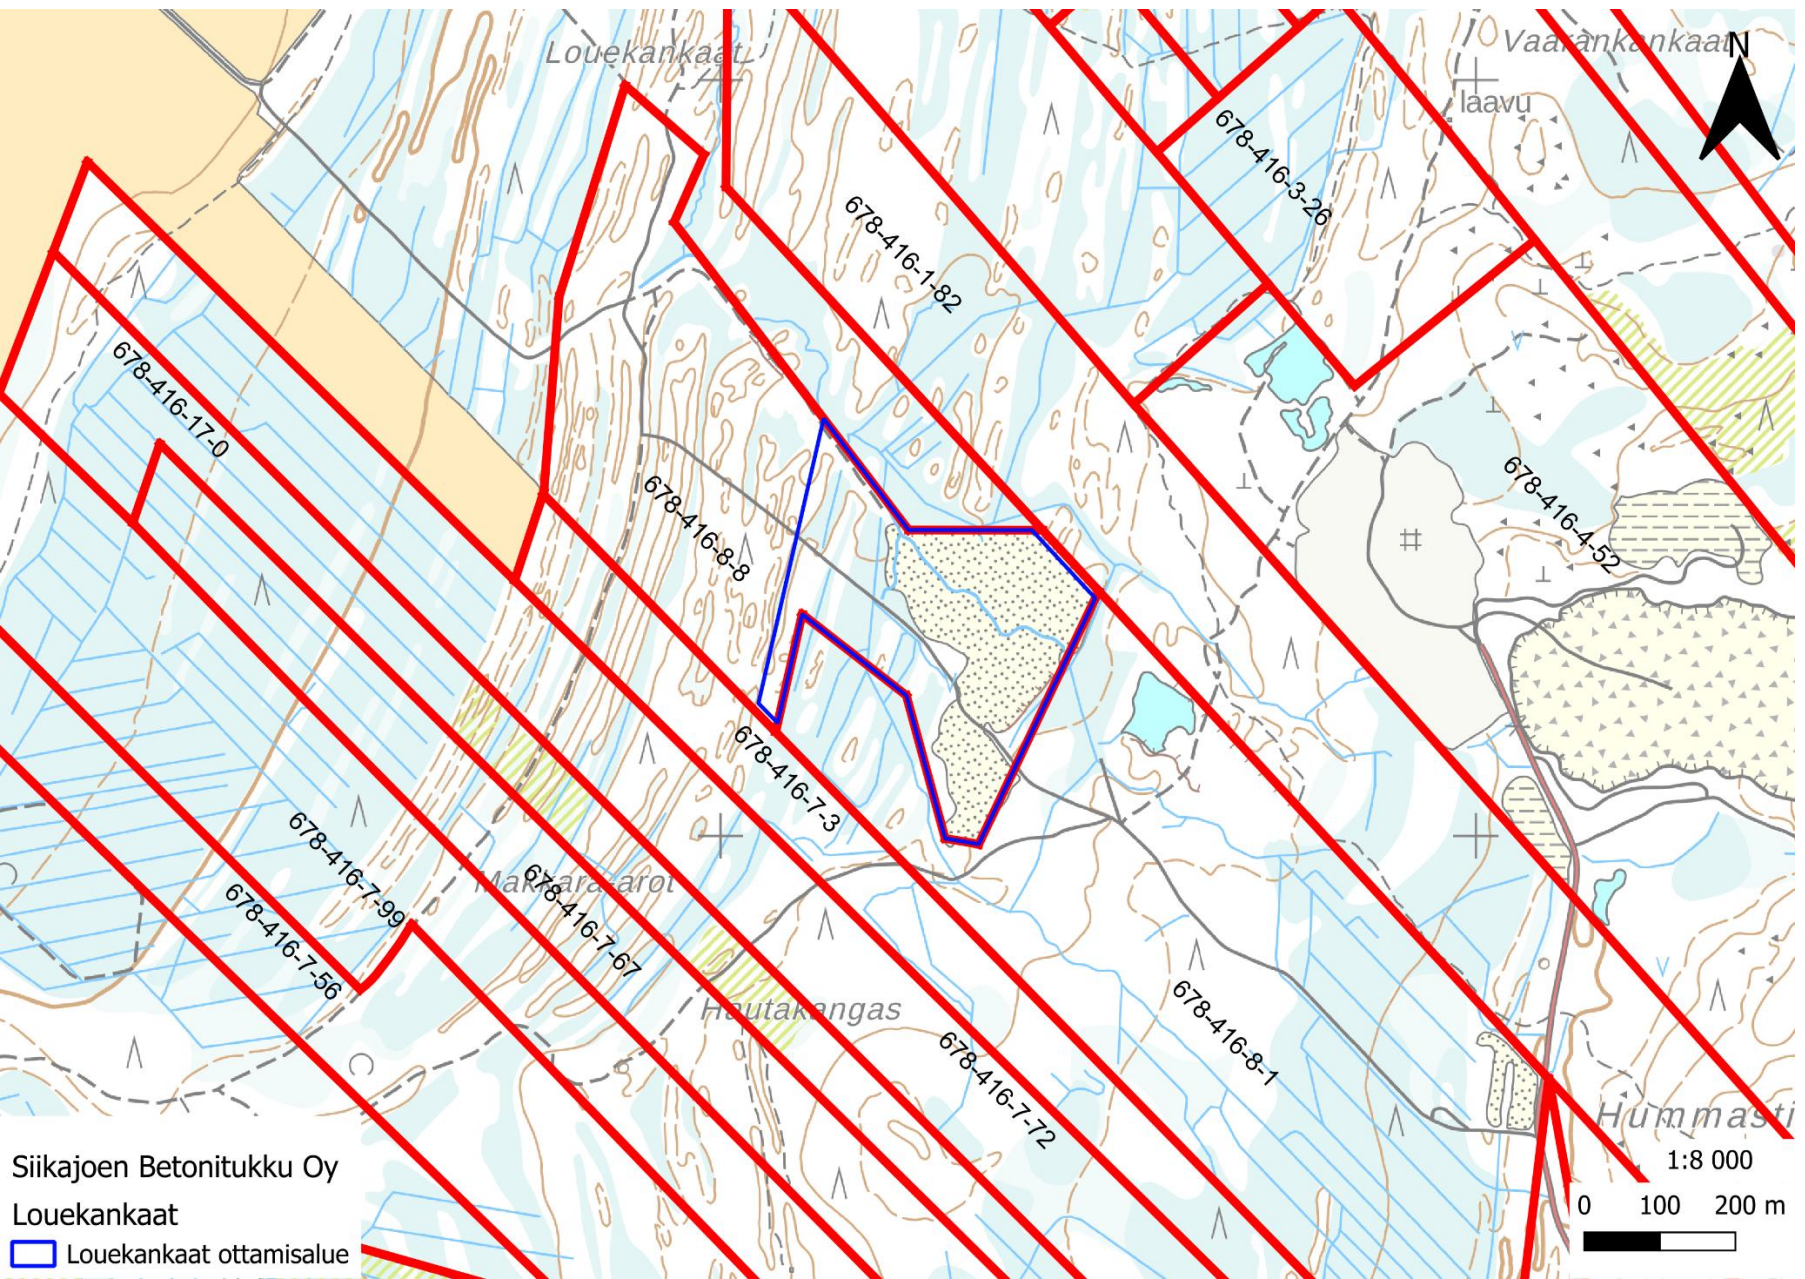 Louekankaat
Vaarankankaat
N
laavu
678-416-3-26
678-416-1-82
678-416-17-0
678-416-8-8
678-416-4-52
678-416-7-3
678-416-7-99
Makkara-arot
678-416-7-67
678-416-7-56
Hautakangas
678-416-8-1
678-416-7-72
Hummasti
Siikajoen Betonitukku Oy
Louekankaat
Louekankaat ottamisalue
1:8 000
0 100 200 m